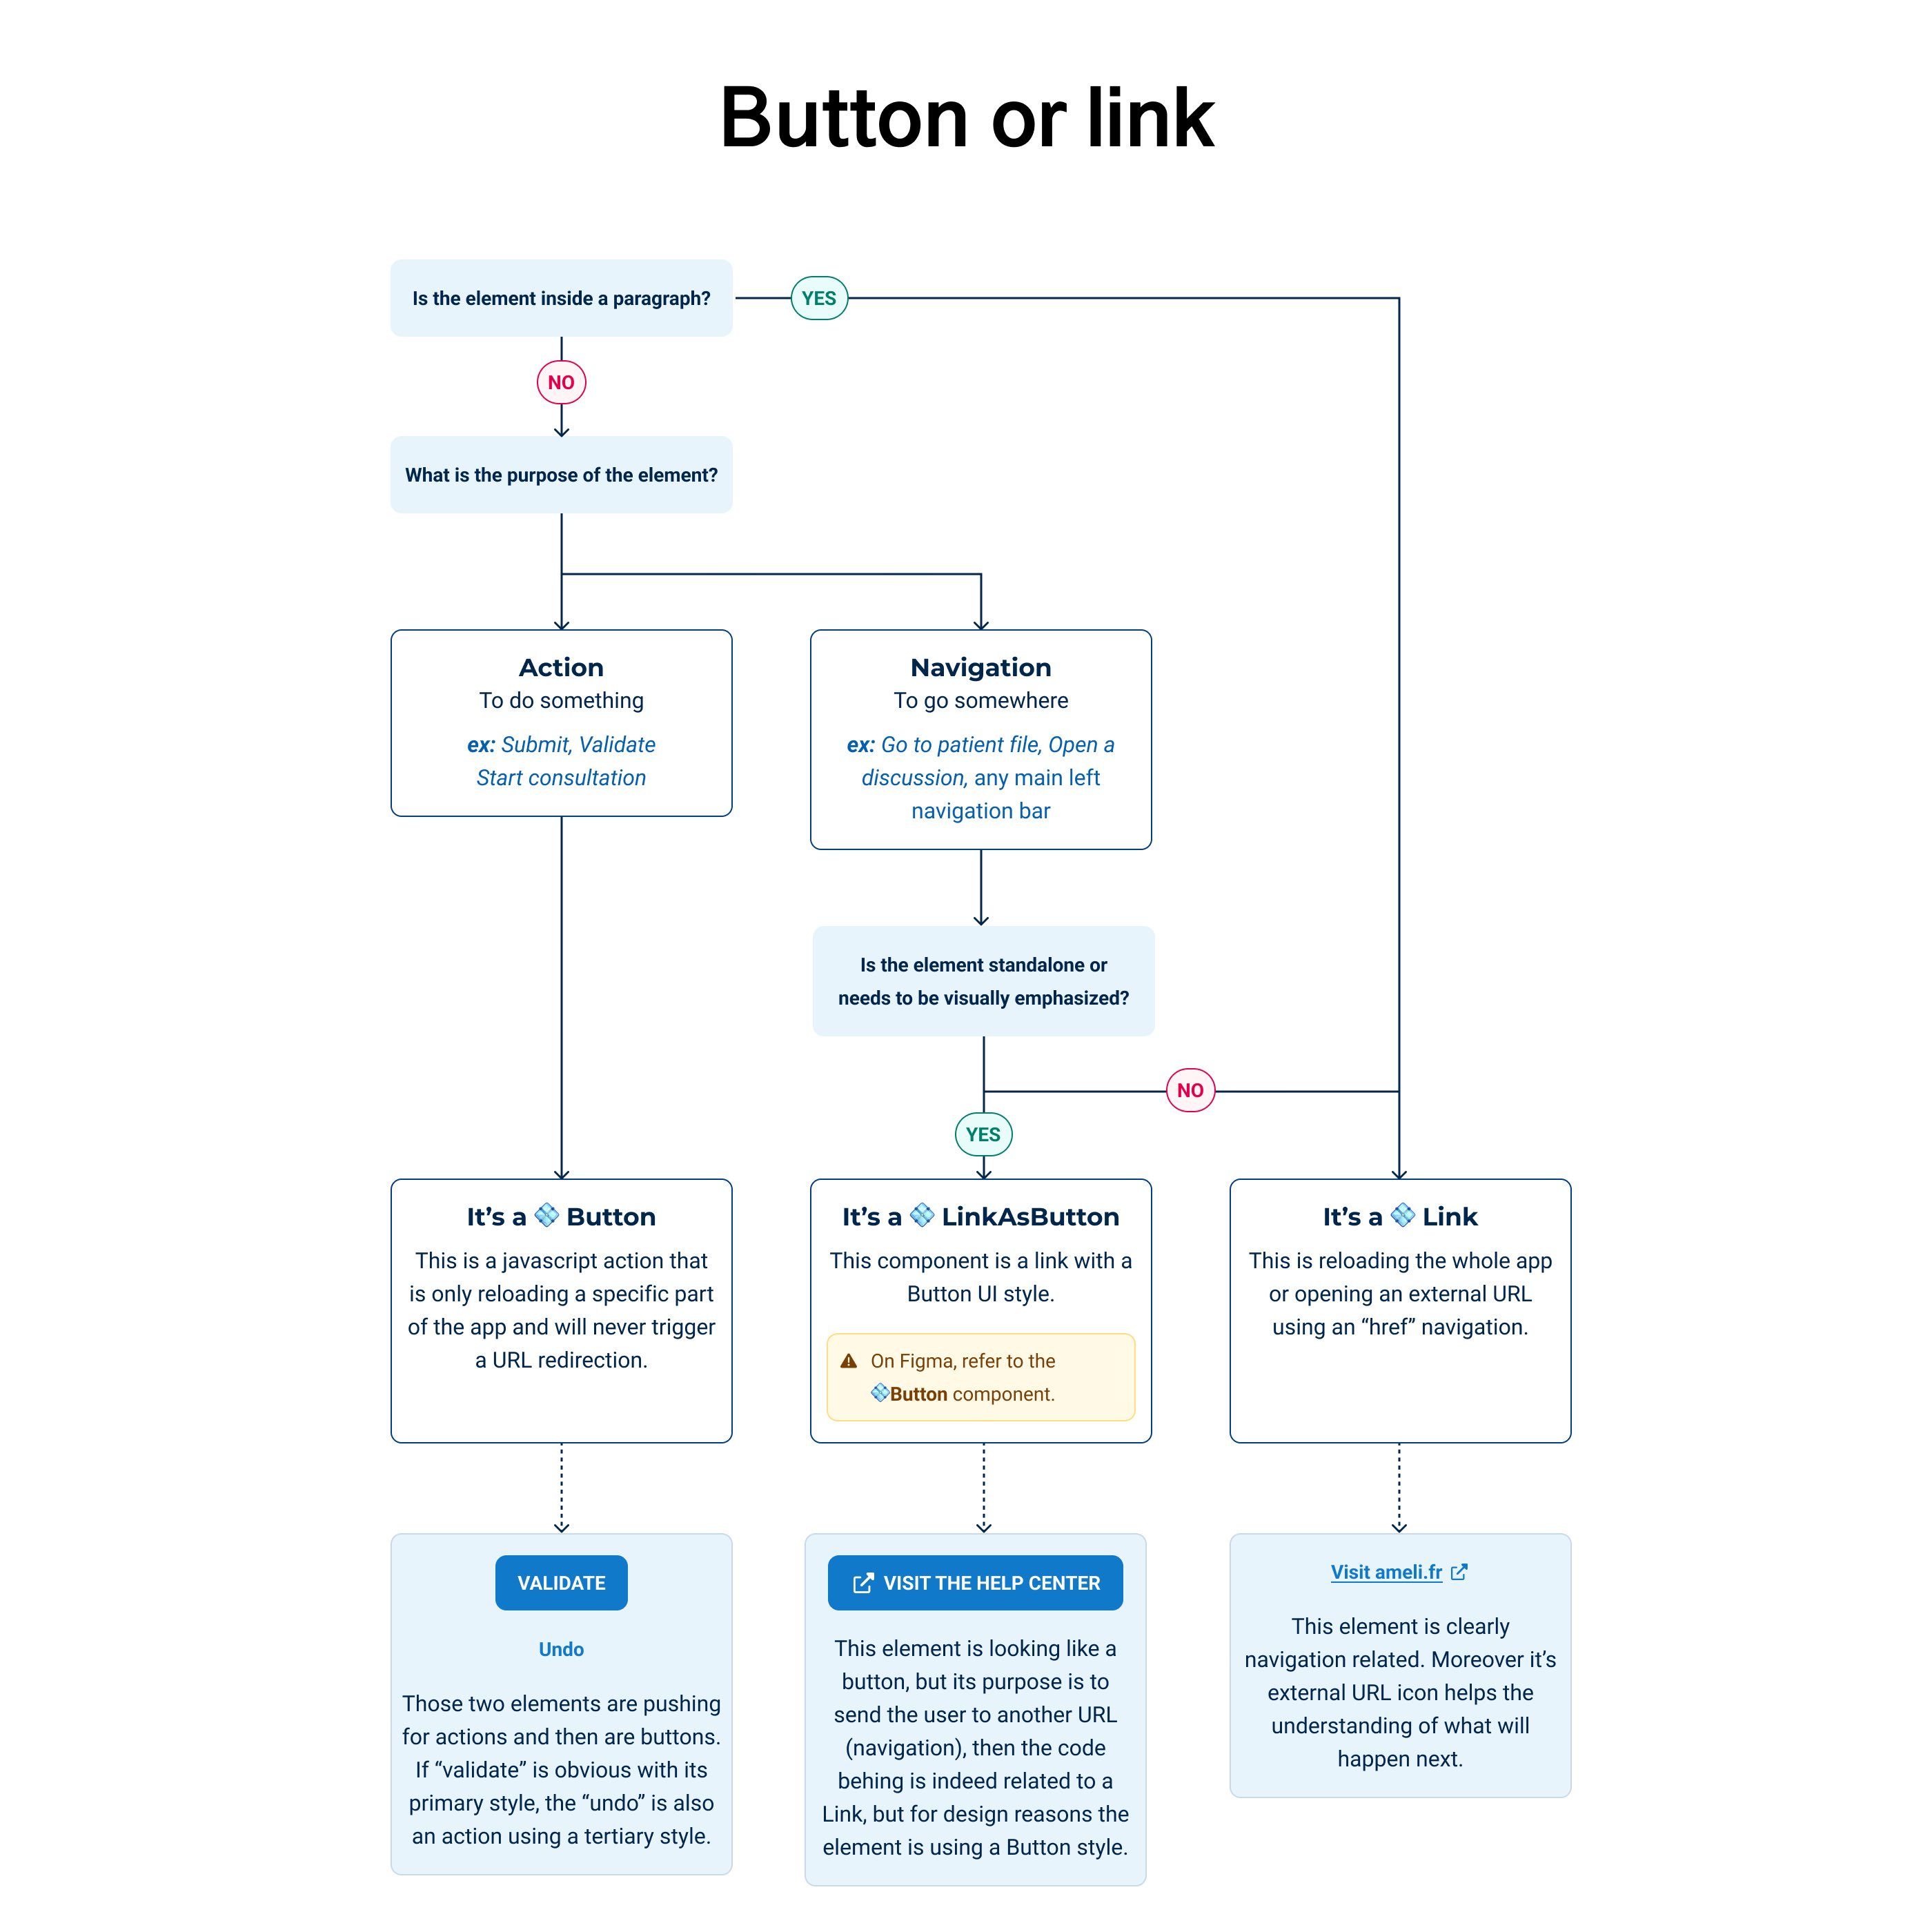 Button or link
Is the element inside a paragraph?
YES
NO
What is the purpose of the element?
Action
To do something
ex: Submit, Validate
Start consultation
Navigation
To go somewhere
ex: Go to patient file, Open a
discussion, any main left
navigation bar
Is the element standalone or
needs to be visually emphasized?
NO
YES
It’s a 💠 Button
This is a javascript action that
is only reloading a specific part
of the app and will never trigger
a URL redirection.
It’s a 💠 LinkAsButton
This component is a link with a
Button UI style.
On Figma, refer to the
💠Button component.
It’s a 💠 Link
This is reloading the whole app
or opening an external URL
using an “href” navigation.
VALIDATE
Undo
Those two elements are pushing
for actions and then are buttons.
If “validate” is obvious with its
primary style, the “undo” is also
an action using a tertiary style.
VISIT THE HELP CENTER
This element is looking like a
button, but its purpose is to
send the user to another URL
(navigation), then the code
behing is indeed related to a
Link, but for design reasons the
element is using a Button style.
Visit ameli.fr
This element is clearly
navigation related. Moreover it’s
external URL icon helps the
understanding of what will
happen next.